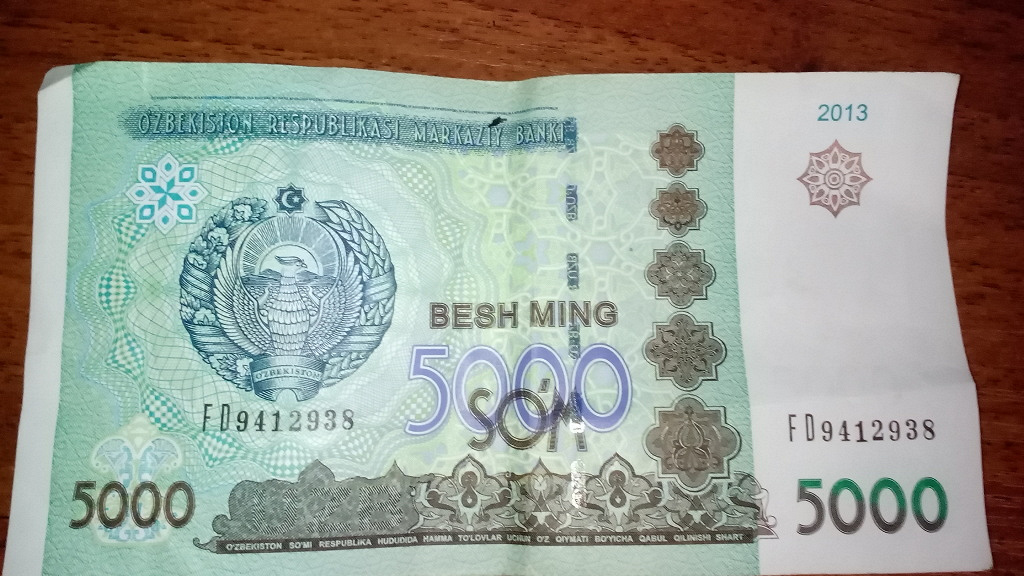 O'ZBEKISTON RESPUBLIKASI MARKAZIY BANKI
2013
O'ZBEKISTON
BESH MING
5000
SO'M
FD9412938
FD9412938
5000
5000
O'ZBEKISTON SO'MI RESPUBLIKA HUDUDIDA HAMMA TO'LOVLAR UCHUN O'Z QIYMATI BO'YICHA QABUL QILINISHI SHART